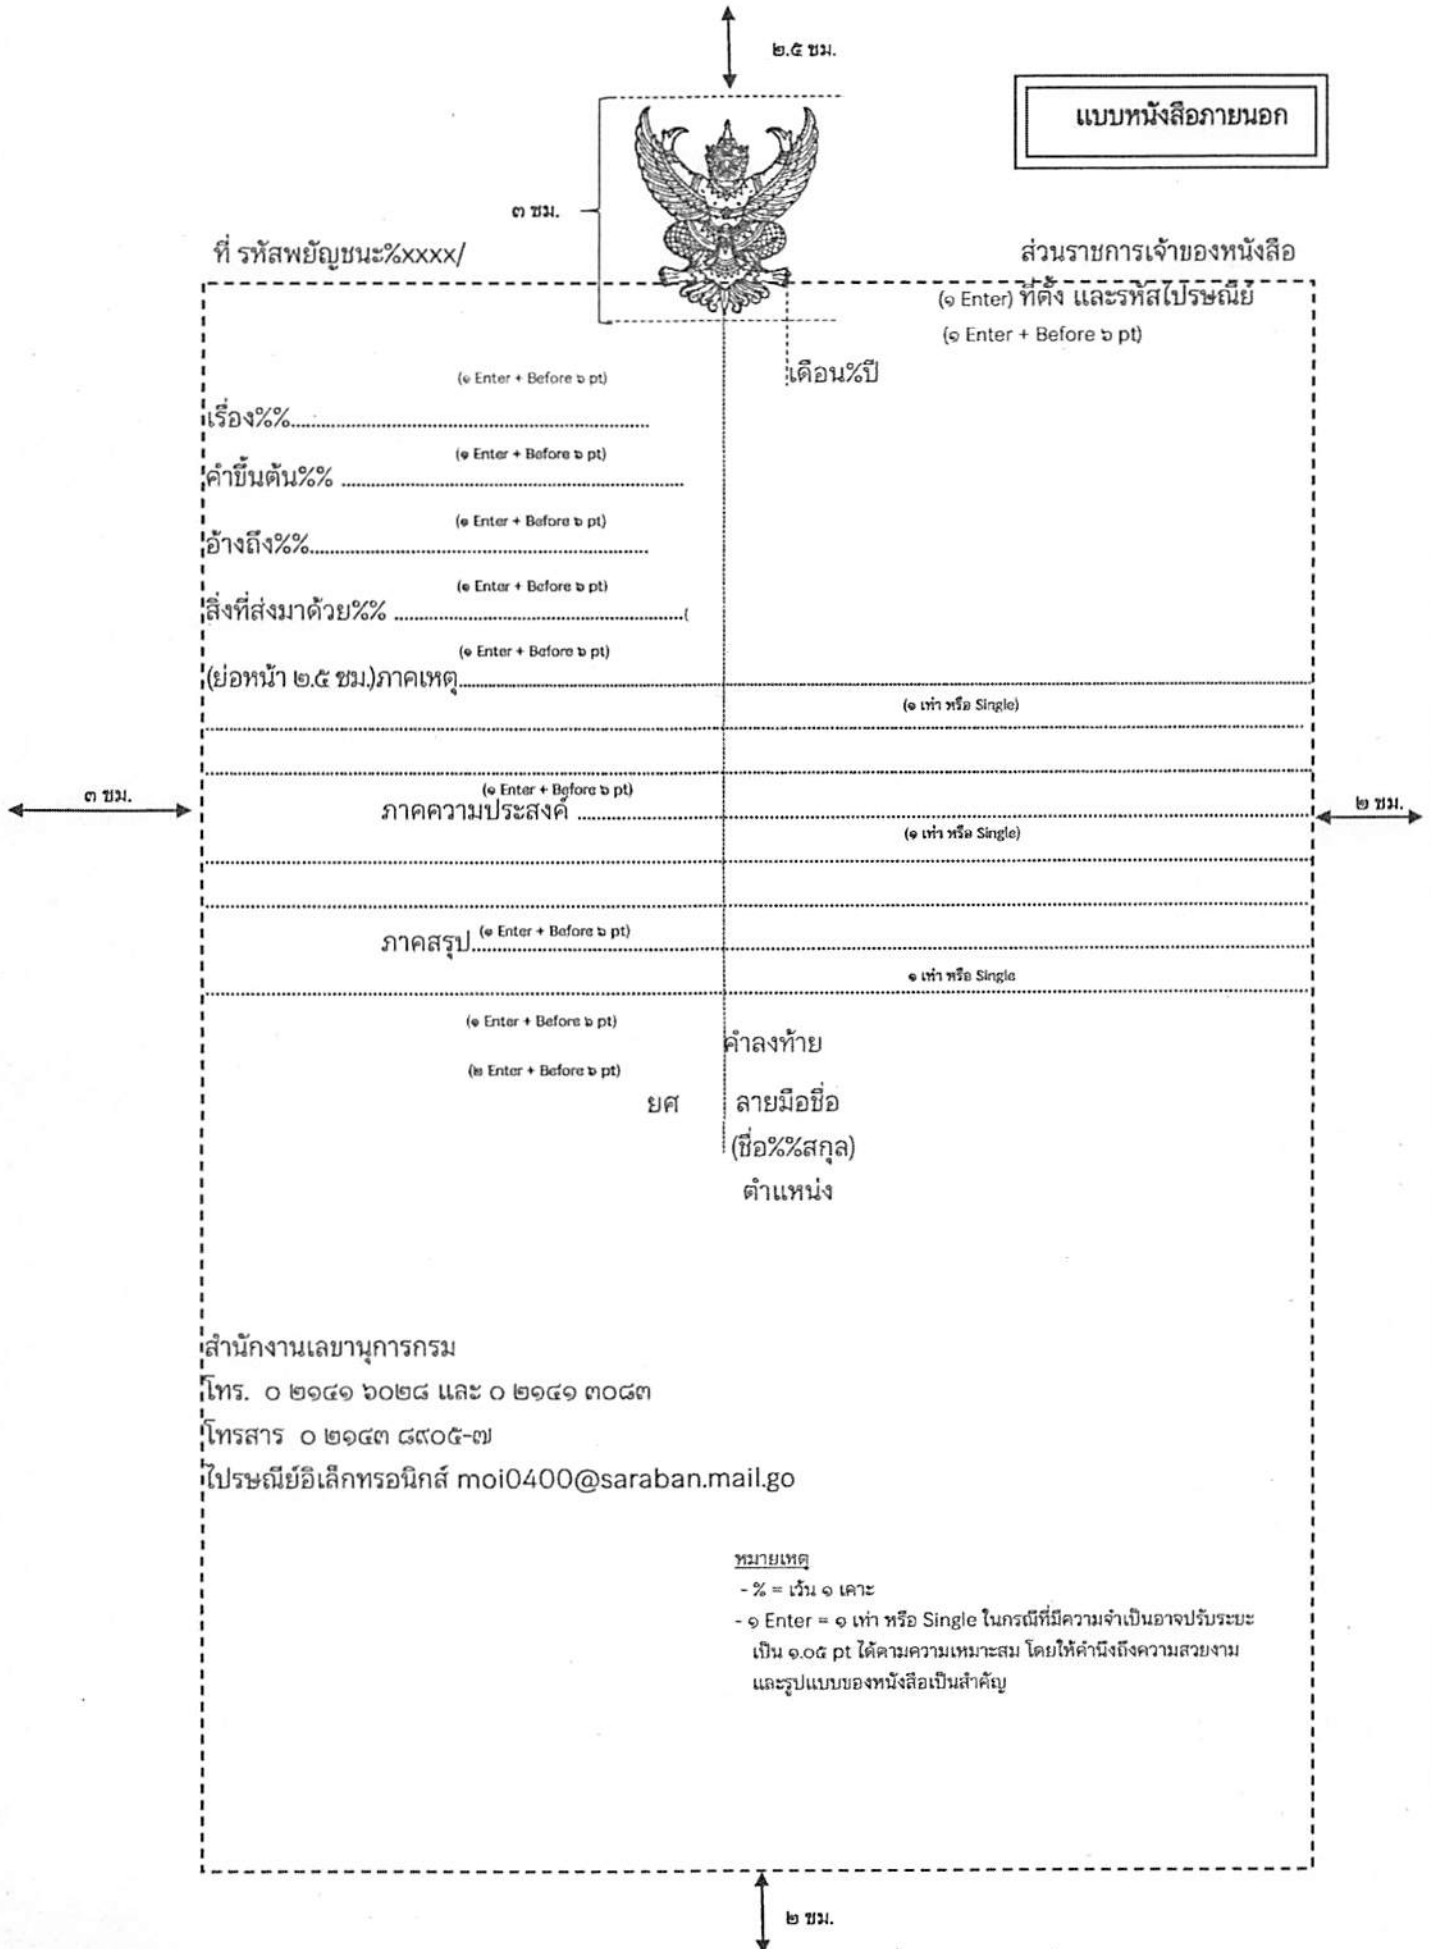 ๒.๕ ซม.
แบบหนังสือภายนอก
๓ ซม.
ที่ รหัสพยัญชนะ%xxxx/
ส่วนราชการเจ้าของหนังสือ
(๑ Enter) ที่ตั้ง และรหัสไปรษณีย์
(๑ Enter + Before ๖ pt)
เดือน%ปี
(๑ Enter + Before ๖ pt)
เรื่อง%%
(๑ Enter + Before ๖ pt)
คำขึ้นต้น%%
(๑ Enter + Before ๖ pt)
อ้างถึง%%
(๑ Enter + Before ๖ pt)
สิ่งที่ส่งมาด้วย%% (
(๑ Enter + Before ๖ pt)
(ย่อหน้า ๒.๕ ซม.)ภาคเหตุ
(๑ เท่า หรือ Single)
๓ ซม.
(๑ Enter + Before ๖ pt)
ภาคความประสงค์
๒ ซม.
(๑ เท่า หรือ Single)
ภาคสรุป (๑ Enter + Before ๖ pt)
๑ เท่า หรือ Single
(๑ Enter + Before ๖ pt)
คำลงท้าย
(๒ Enter + Before ๖ pt)
ยศ ลายมือชื่อ
(ชื่อ%%สกุล)
ตำแหน่ง
สำนักงานเลขานุการกรม
โทร. ๐ ๒๑๔๑ ๖๐๒๘ และ ๐ ๒๑๔๑ ๓๐๘๓
โทรสาร ๐ ๒๑๔๓ ๘๙๐๕-๗
ไปรษณีย์อิเล็กทรอนิกส์ moi0400@saraban.mail.go
หมายเหตุ
- % = เว้น ๑ เคาะ
- ๑ Enter = ๑ เท่า หรือ Single ในกรณีที่มีความจำเป็นอาจปรับระยะ
เป็น ๑.๐๕ pt ได้ตามความเหมาะสม โดยให้คำนึงถึงความสวยงาม
และรูปแบบของหนังสือเป็นสำคัญ
๒ ซม.